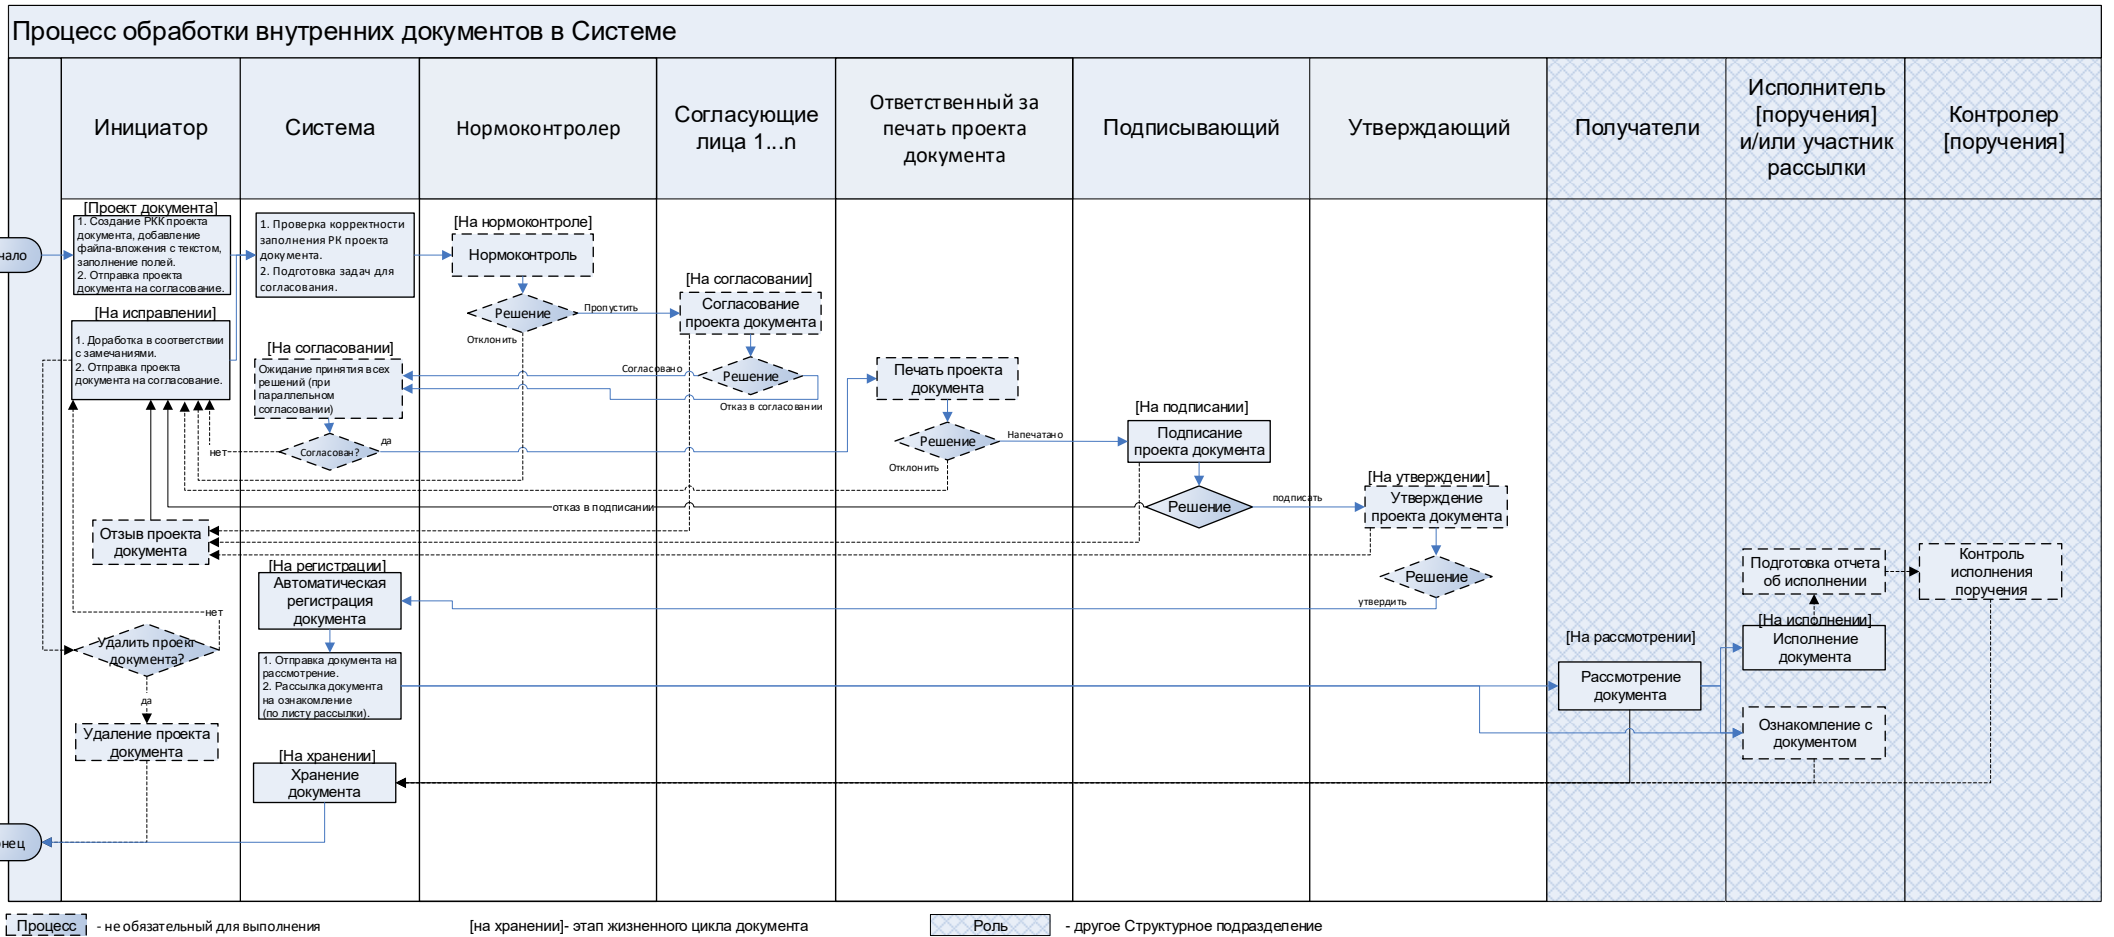 Процесс обработки внутренних документов в Системе
Инициатор
Система
Нормоконтролер
Согласующие
лица 1...n
Ответственный за
печать проекта
документа
Подписывающий
Утверждающий
Получатели
Исполнитель
[поручения]
и/или участник
рассылки
Контролер
[поручения]
нало
[Проект документа]
1. Создание РКК проекта
документа, добавление
файла-вложения с текстом,
заполнение полей.
2. Отправка проекта
документа на согласование.
1. Проверка корректности
заполнения РК проекта
документа.
2. Подготовка задач для
согласования.
[На нормоконтроле]
Нормоконтроль
Решение
Пропустить
Отклонить
[На согласовании]
Согласование
проекта документа
Решение
Согласовано
Отказ в согласовании
[На исправлении]
1. Доработка в соответствии
с замечаниями.
2. Отправка проекта
документа на согласование.
[На согласовании]
Ожидание принятия всех
решений (при
параллельном
согласовании)
Согласован?
да
нет
Печать проекта
документа
Решение
Напечатано
Отклонить
[На подписании]
Подписание
проекта документа
Решение
подписать
отказ в подписании
[На утверждении]
Утверждение
проекта документа
Решение
утвердить
Отзыв проекта
документа
[На регистрации]
Автоматическая
регистрация
документа
нет
Удалить проект
документа?
да
Удаление проекта
документа
1. Отправка документа на
рассмотрение.
2. Рассылка документа
на ознакомление
(по листу рассылки).
[На рассмотрении]
Рассмотрение
документа
Подготовка отчета
об исполнении
[На исполнении]
Исполнение
документа
Ознакомление с
документом
Контроль
исполнения
поручения
[На хранении]
Хранение
документа
нец
Процесс
- не обязательный для выполнения
[на хранении]- этап жизненного цикла документа
Роль
- другое Структурное подразделение